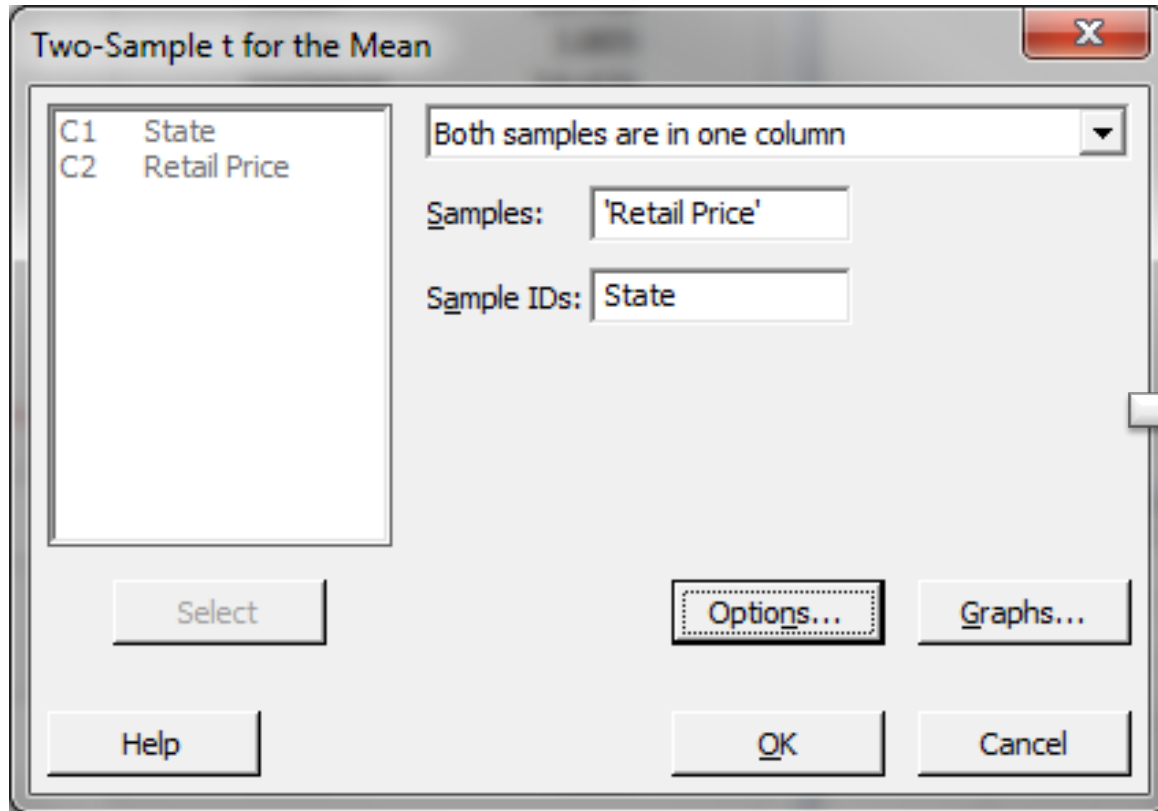 Two-Sample t for the Mean
C1 State
C2 Retail Price
Both samples are in one column
Samples: 'Retail Price'
Sample IDs: State
Select
Options...
Graphs...
Help
OK
Cancel